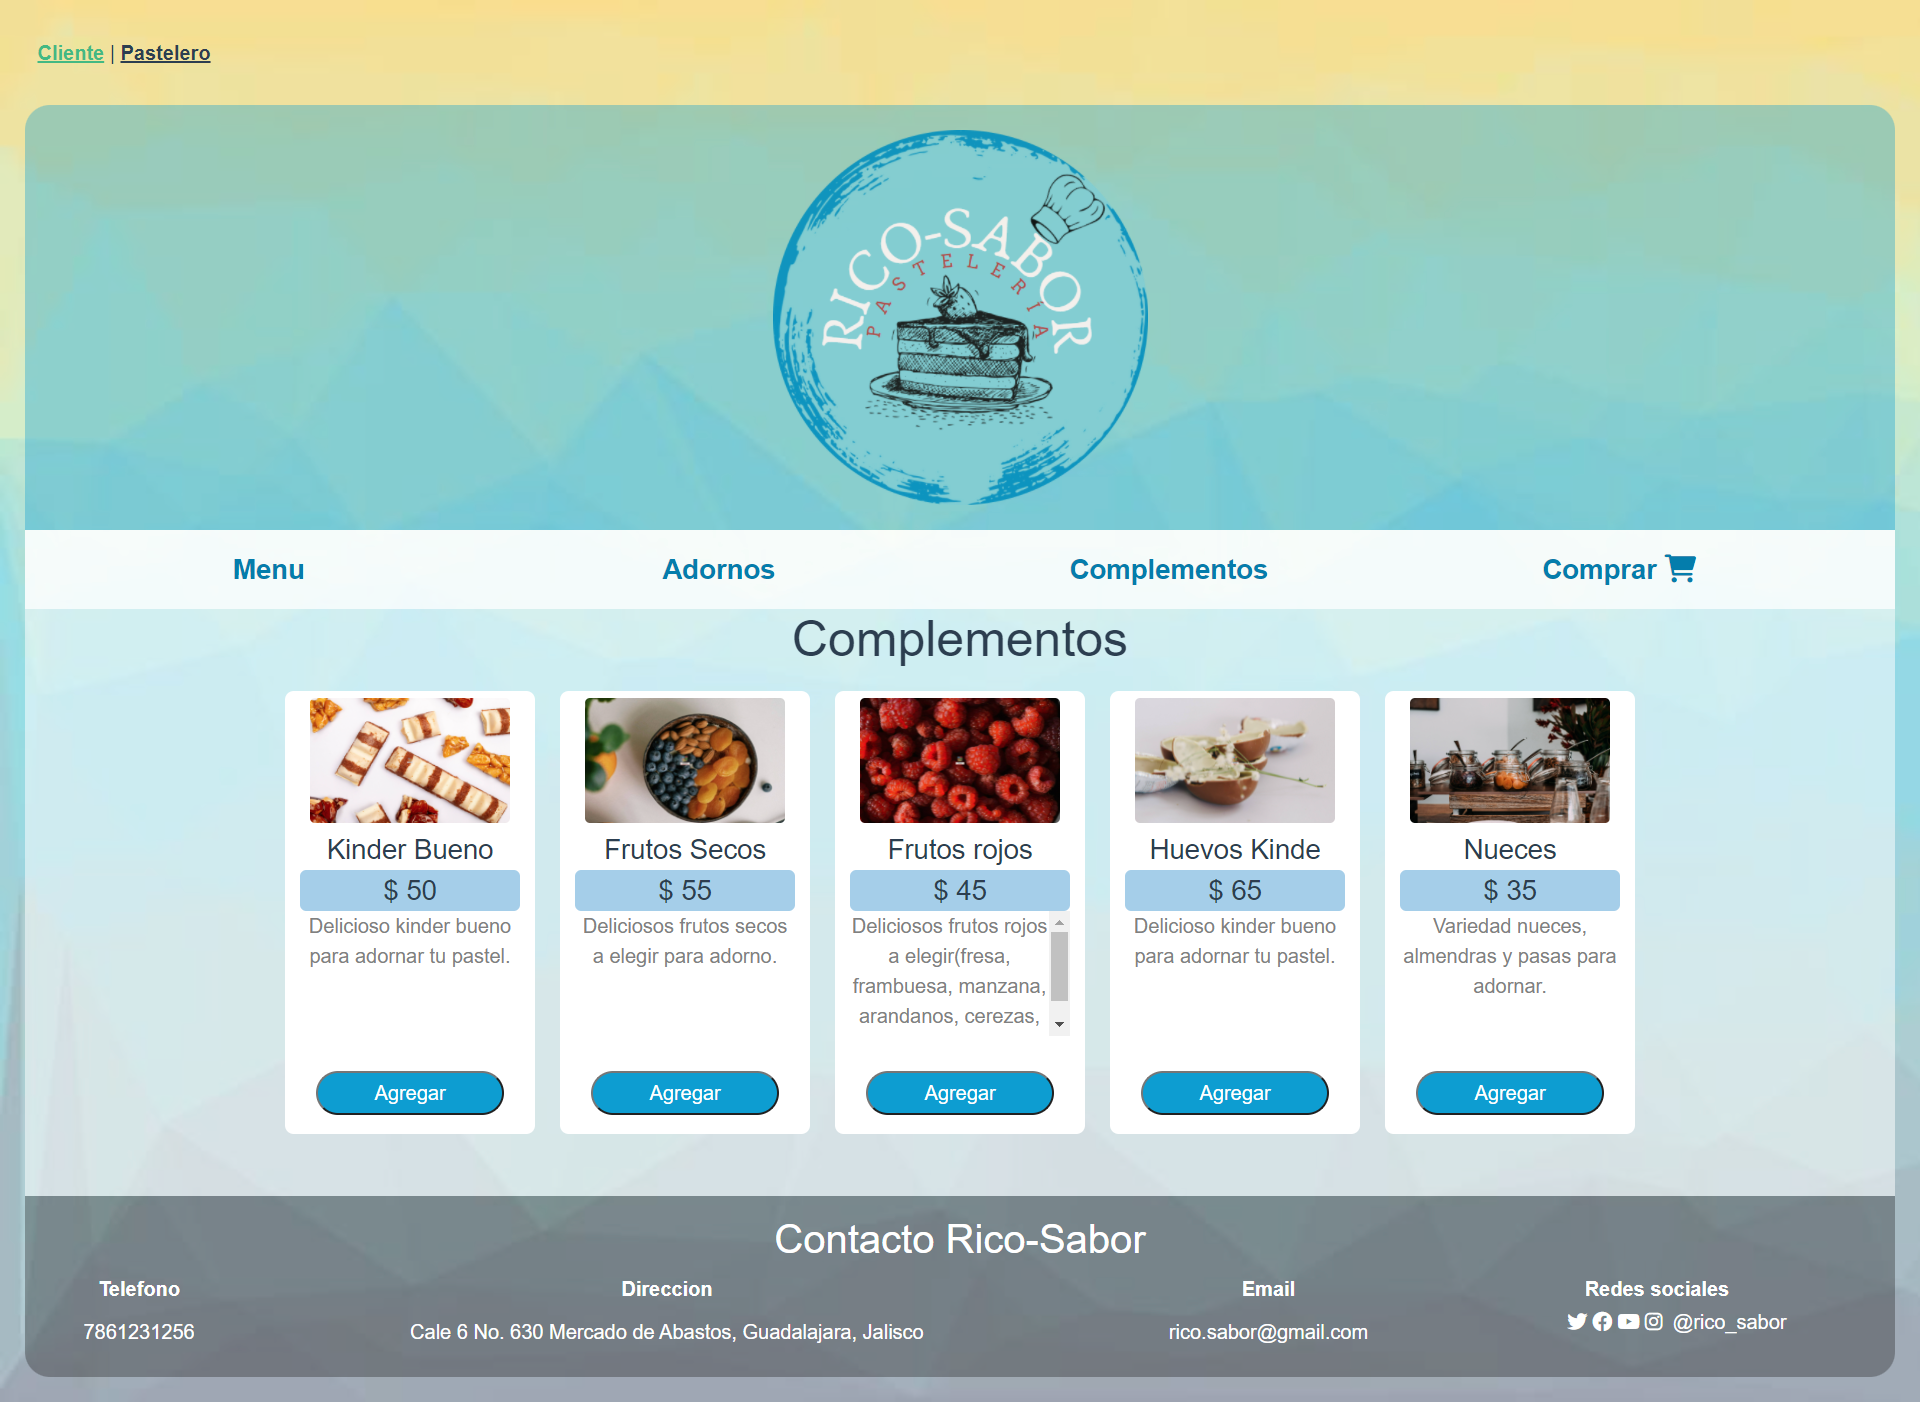 Cliente | Pastelero
RICO-SABOR
PASTELERÍA
Menu
Adornos
Complementos
Comprar
Complementos
Kinder Bueno
$ 50
Delicioso kinder bueno
para adornar tu pastel.
Agregar
Frutos Secos
$ 55
Deliciosos frutos secos
a elegir para adorno.
Agregar
Frutos rojos
$ 45
Deliciosos frutos rojos
a elegir(fresa,
frambuesa, manzana,
arandanos, cerezas,
Agregar
Huevos Kinde
$ 65
Delicioso kinder bueno
para adornar tu pastel.
Agregar
Nueces
$ 35
Variedad nueces,
almendras y pasas para
adornar.
Agregar
Contacto Rico-Sabor
Telefono
7861231256
Direccion
Cale 6 No. 630 Mercado de Abastos, Guadalajara, Jalisco
Email
rico.sabor@gmail.com
Redes sociales
@rico_sabor